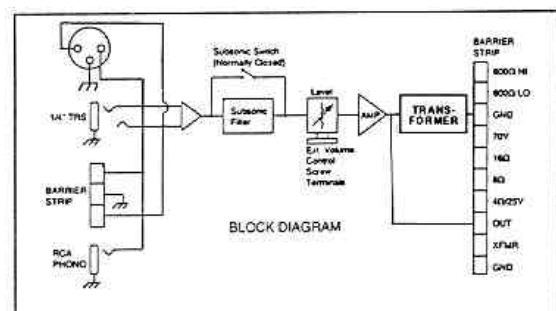 1/4" TRS
BARRIER
STRIP
RCA
PHONO
Subsonic Switch
(Normally Closed)
Subsonic
Filter
Level
Ext. Volume
Control
Screw
Terminals
AMP
TRANS-
FORMER
BLOCK DIAGRAM
BARRIER
STRIP
600Ω HI
600Ω LO
GND
70V
16Ω
8Ω
4Ω/25V
OUT
XFMR
GND